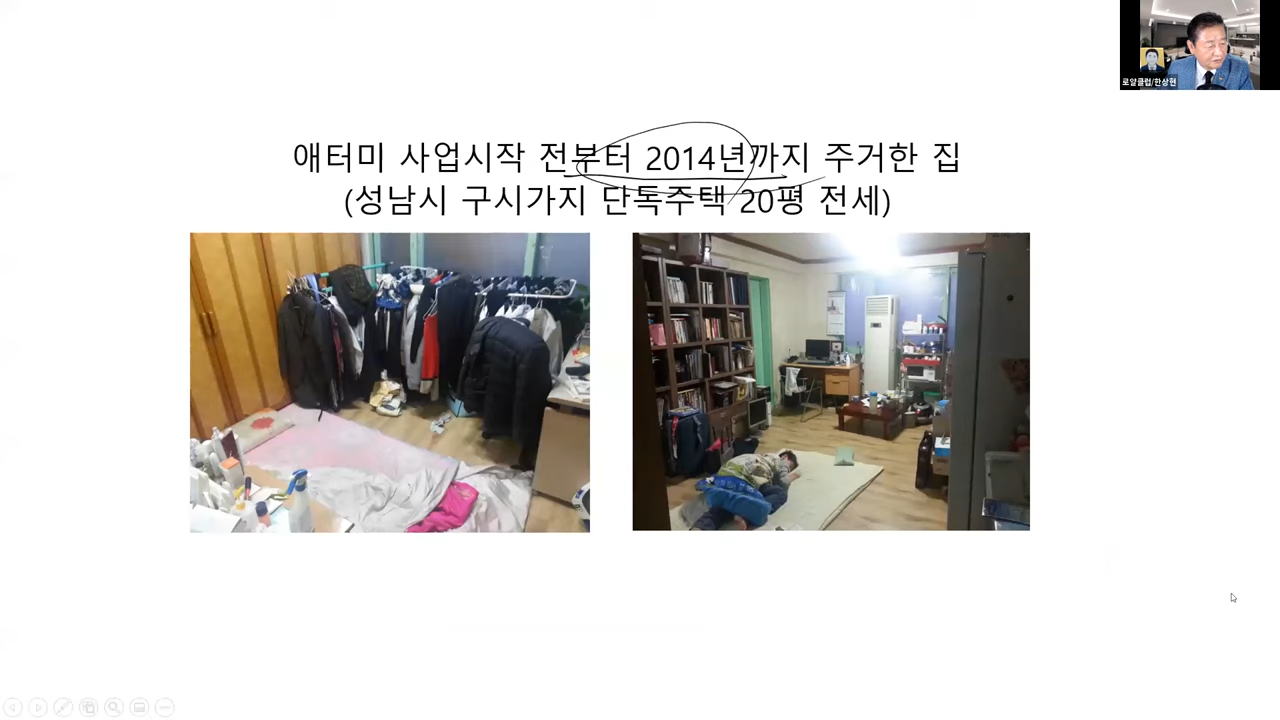 로얄클럽/한상현
애터미 사업시작 전부터 2014년까지 주거한 집
(성남시 구시가지 단독주택 20평 전세)